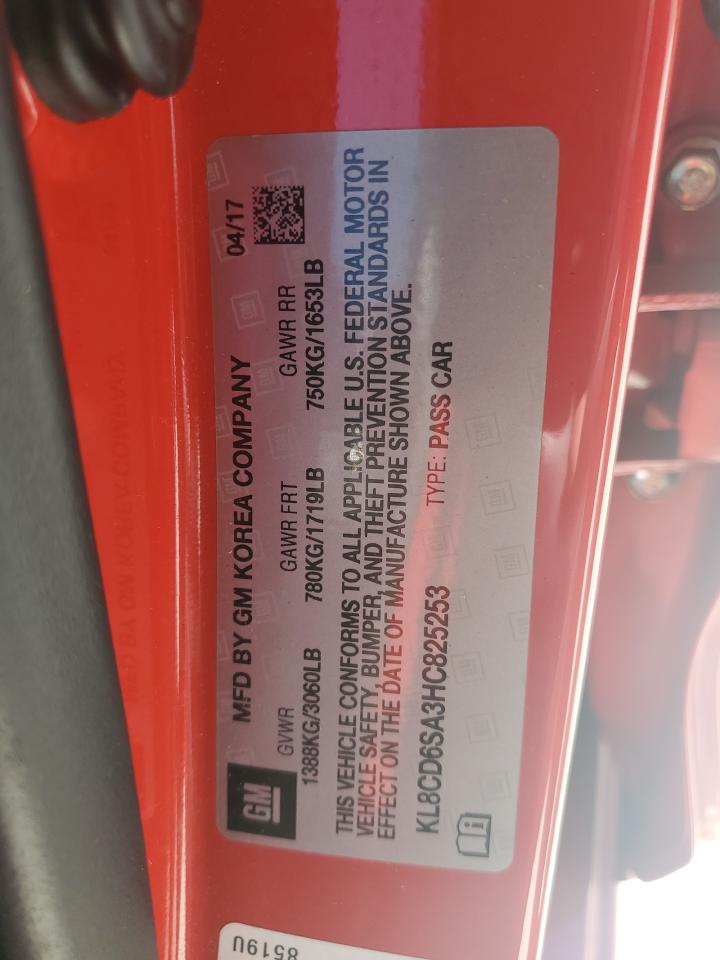 GM
MFD BY GM KOREA COMPANY 04/17
GVWR GAWR FRT GAWR RR
1388KG/3060LB 780KG/1719LB 750KG/1653LB
THIS VEHICLE CONFORMS TO ALL APPLICABLE U.S. FEDERAL MOTOR
VEHICLE SAFETY, BUMPER, AND THEFT PREVENTION STANDARDS IN
EFFECT ON THE DATE OF MANUFACTURE SHOWN ABOVE.
KL8CD6SA3HC825253 TYPE: PASS CAR
8519U